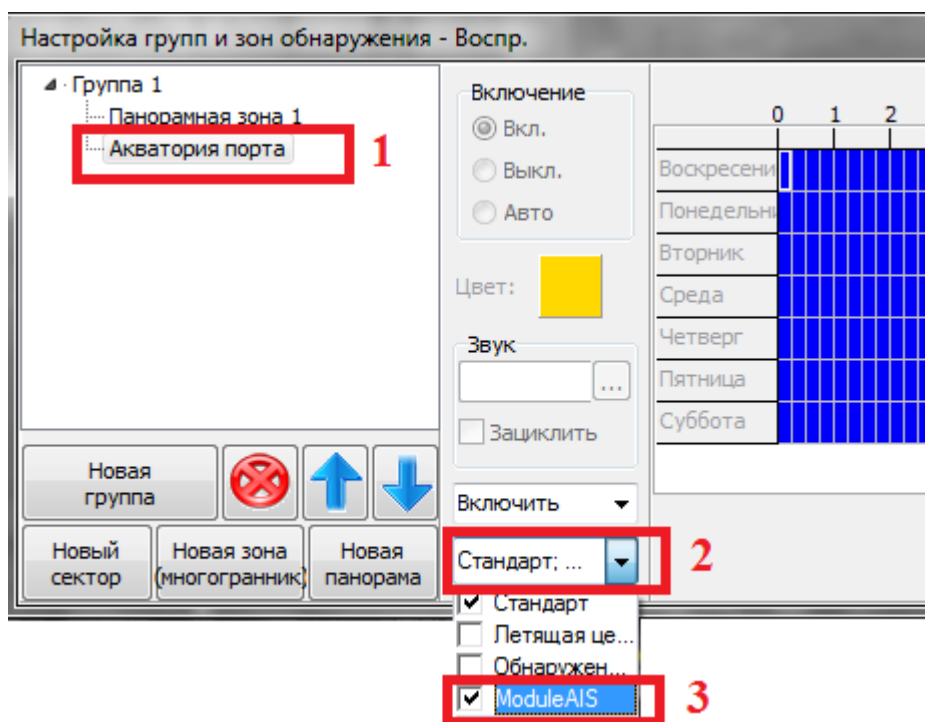 Настройка групп и зон обнаружения - Воспр.
Группа 1
Панорамная зона 1
Акватория порта
1
Новая группа
Новый сектор
Новая зона (многогранник)
Новая панорама
Включение
Вкл.
Выкл.
Авто
Цвет:
Звук
...
Зациклить
Включить
Стандарт; ...
2
Стандарт
Летящая це...
Обнаружен...
ModuleAIS
3
0 1 2
Воскресени
Понедельни
Вторник
Среда
Четверг
Пятница
Суббота